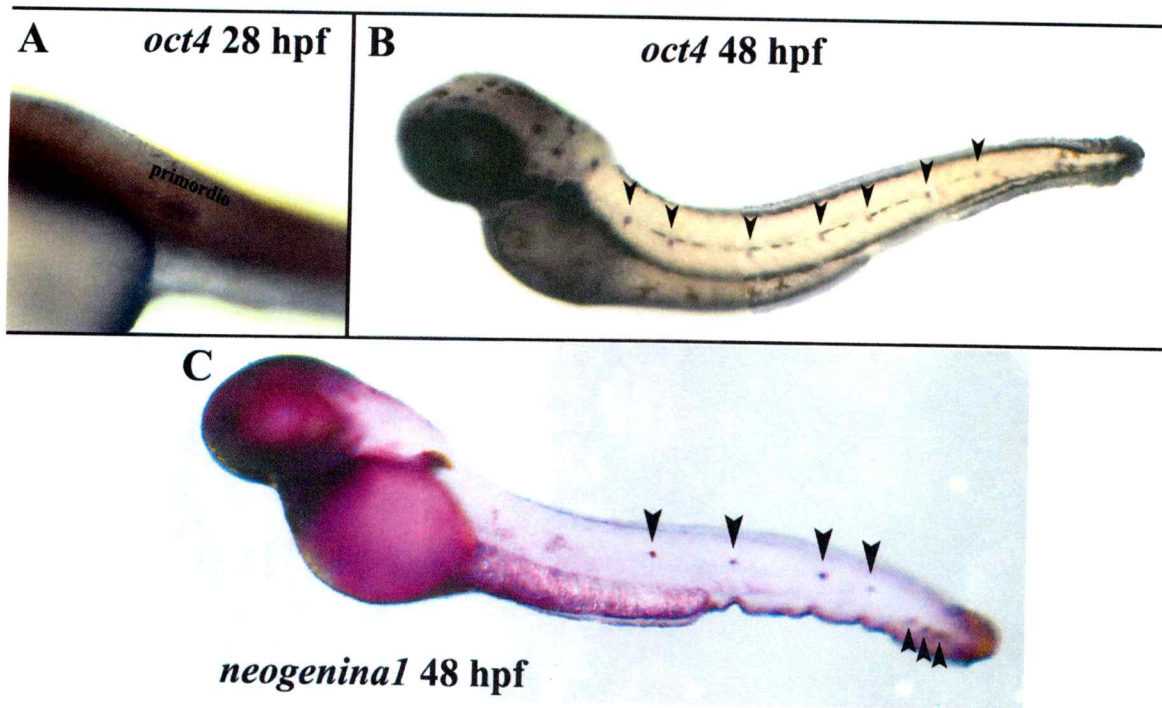 A
oct4 28 hpf
primordio
B
oct4 48 hpf
C
neogenina1 48 hpf